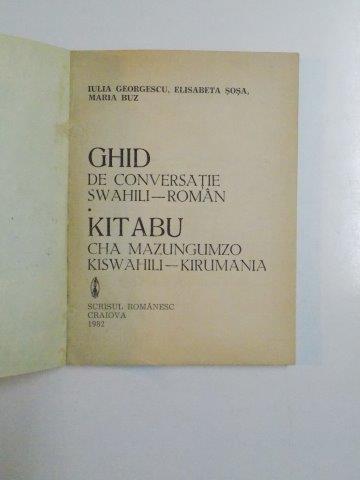 IULIA GEORGESCU, ELISABETA ȘOȘA,
MARIA BUZ
GHID
DE CONVERSAȚIE
SWAHILI—ROMÂN
•
KITABU
CHA MAZUNGUMZO
KISWAHILI—KIRUMANIA
SCRISUL ROMÂNESC
CRAIOVA
1982